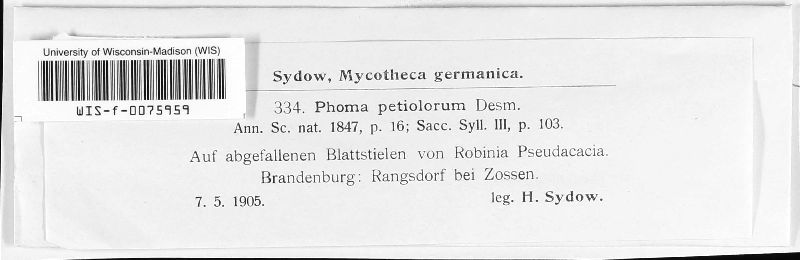 University of Wisconsin-Madison (WIS)
WIS-f-0075959
Sydow, Mycotheca germanica.
334. Phoma petiolorum Desm.
Ann. Sc. nat. 1847, p. 16; Sacc. Syll. III, p. 103.
Auf abgefallenen Blattstielen von Robinia Pseudacacia.
Brandenburg: Rangsdorf bei Zossen.
7. 5. 1905. leg. H. Sydow.